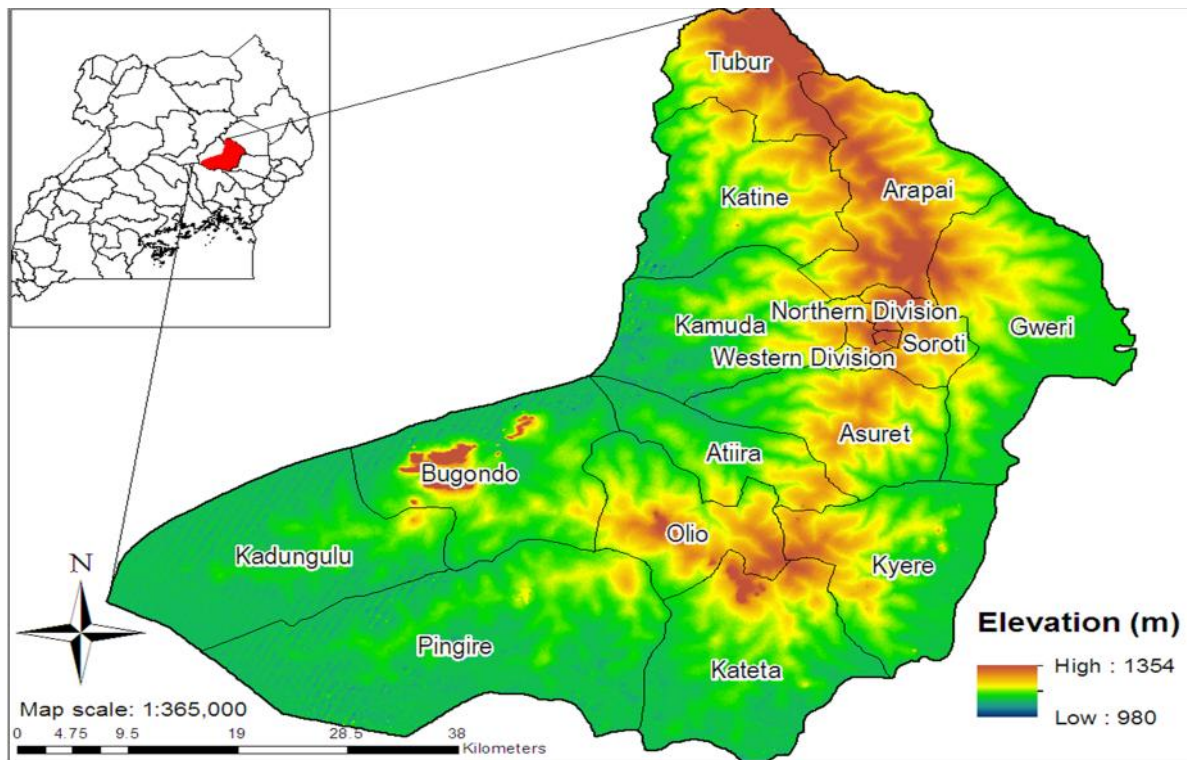 Tubur
Katine
Arapai
Kamuda
Northern Division
Soroti
Gweri
Western Division
Asuret
Atiira
Bugondo
Olio
Kadungulu
Kyere
Pingire
Kateta
N
Map scale: 1:365,000
0 4.75 9.5 19 28.5 38
Kilometers
Elevation (m)
High : 1354
Low : 980